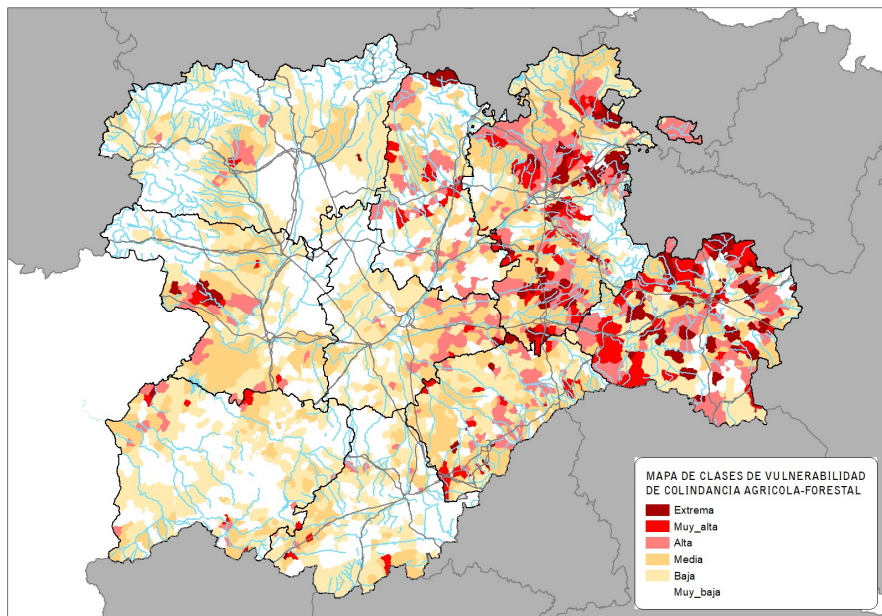 MAPA DE CLASES DE VULNERABILIDAD
DE COLINDANCIA AGRICOLA-FORESTAL
Extrema
Muy_alta
Alta
Media
Baja
Muy_baja